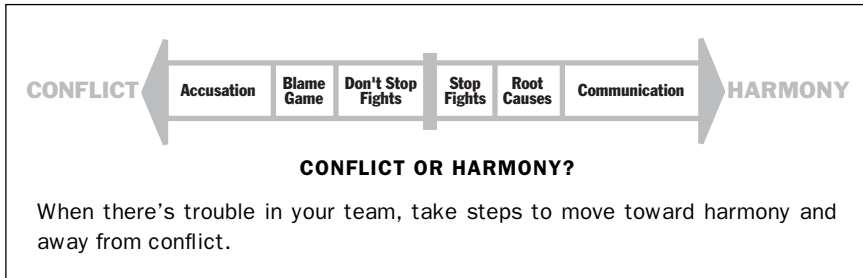 CONFLICT
Accusation
Blame
Game
Don't Stop
Fights
Stop
Fights
Root
Causes
Communication
HARMONY
CONFLICT OR HARMONY?
When there’s trouble in your team, take steps to move toward harmony and
away from conflict.